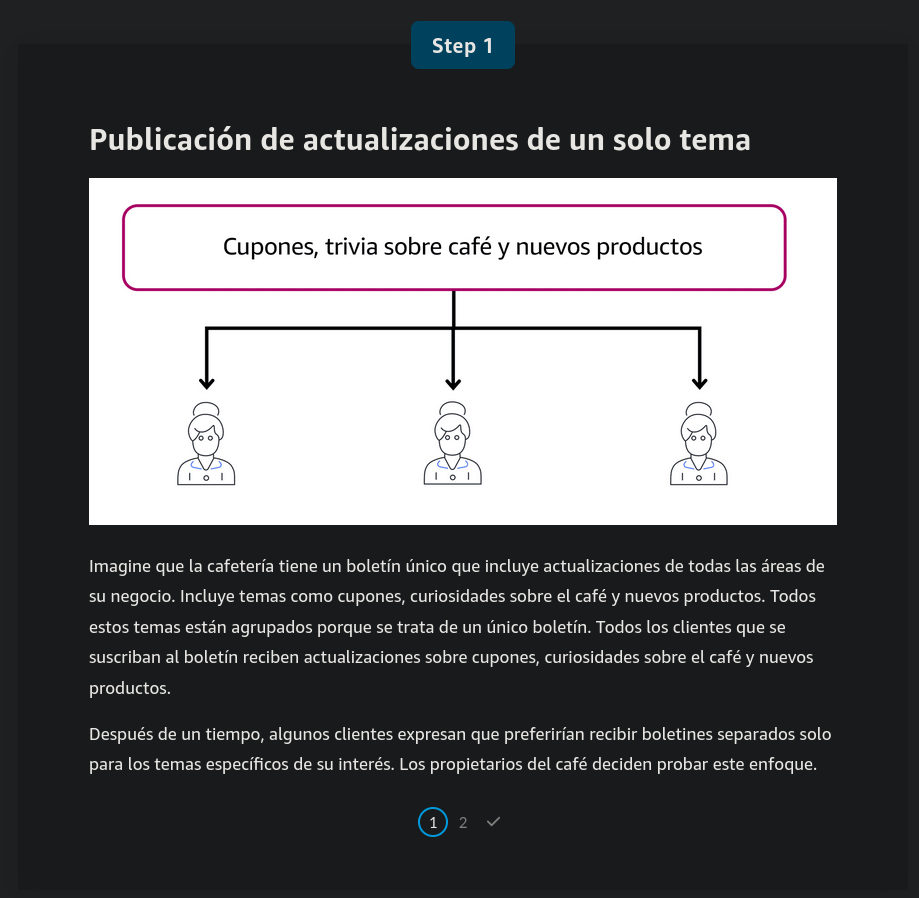 Step 1
Publicación de actualizaciones de un solo tema
Cupones, trivia sobre café y nuevos productos
Imagine que la cafetería tiene un boletín único que incluye actualizaciones de todas las áreas de
su negocio. Incluye temas como cupones, curiosidades sobre el café y nuevos productos. Todos
estos temas están agrupados porque se trata de un único boletín. Todos los clientes que se
suscriban al boletín reciben actualizaciones sobre cupones, curiosidades sobre el café y nuevos
productos.
Después de un tiempo, algunos clientes expresan que preferirían recibir boletines separados solo
para los temas específicos de su interés. Los propietarios del café deciden probar este enfoque.
1 2